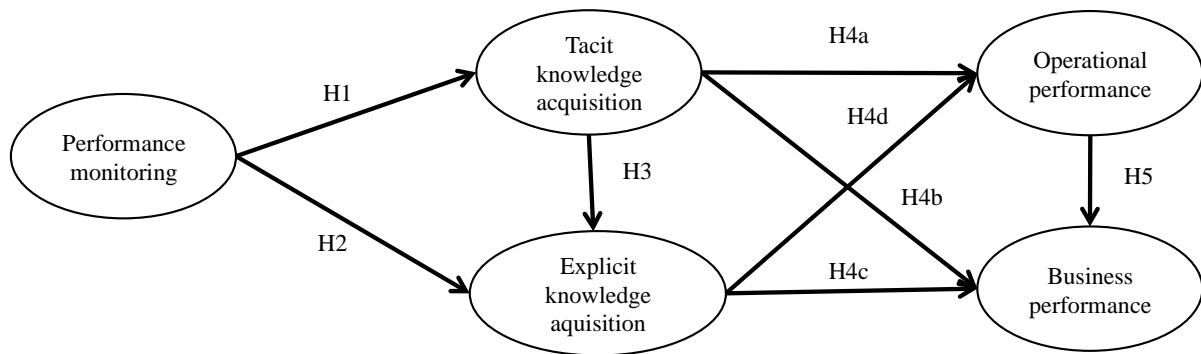 Performance
monitoring
H1
H2
Tacit
knowledge
acquisition
H3
Explicit
knowledge
aquisition
H4a
H4d
H4b
H4c
Operational
performance
H5
Business
performance